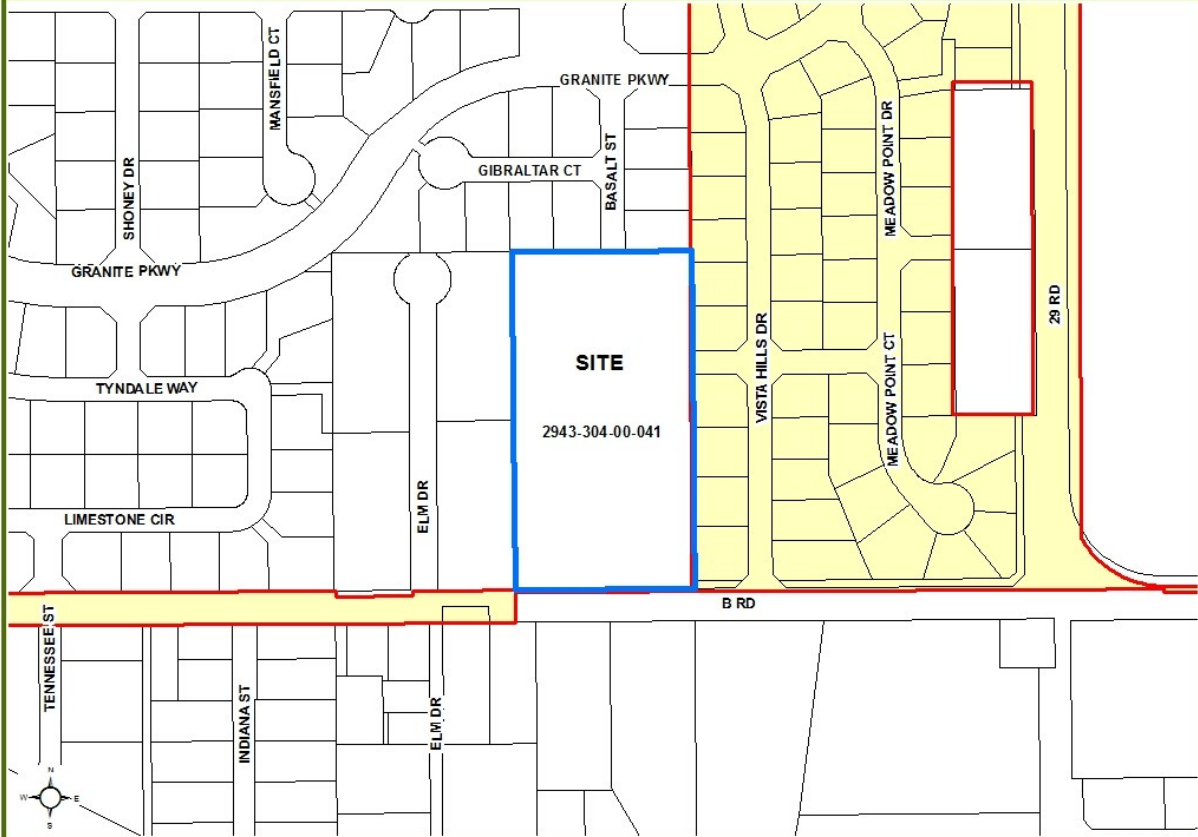 MANSFIELD CT
GRANITE PKWY
MEADOW POINT DR
SHONEY DR
GIBRALTAR CT
BASALT ST
GRANITE PKWY
29 RD
SITE
VISTA HILLS DR
TYNDALE WAY
MEADOW POINT CT
2943-304-00-041
ELM DR
LIMESTONE CIR
B RD
TENNESSEE ST
INDIANA ST
ELM DR
N
W E
S